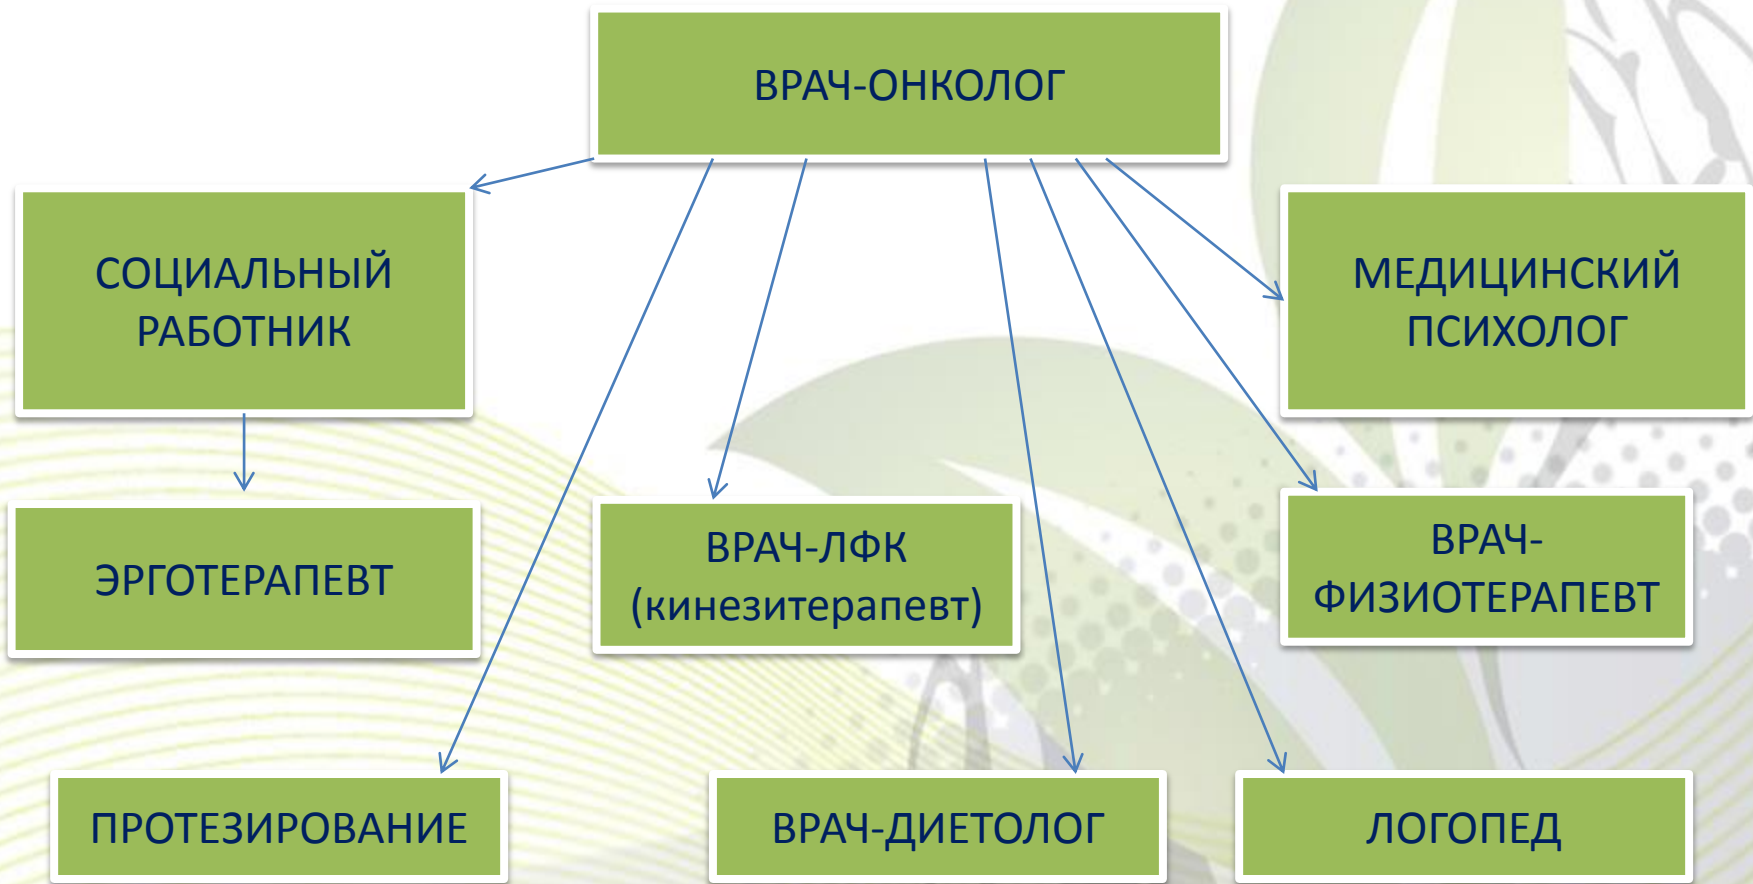 ВРАЧ-ОНКОЛОГ
СОЦИАЛЬНЫЙ
РАБОТНИК
МЕДИЦИНСКИЙ
ПСИХОЛОГ
ЭРГОТЕРАПЕВТ
ВРАЧ-ЛФК
(кинезитерапевт)
ВРАЧ-
ФИЗИОТЕРАПЕВТ
ПРОТЕЗИРОВАНИЕ
ВРАЧ-ДИЕТОЛОГ
ЛОГОПЕД